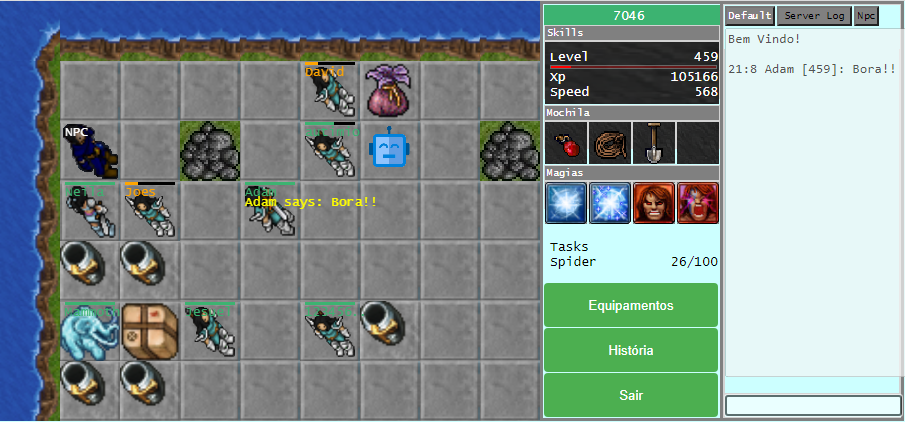 7046
Default
Server Log
Npc
Skills
Level 459
Xp 105166
Speed 568
Mochila
Magias
Tasks
Spider 26/100
Equipamentos
História
Sair
Bem Vindo!
21:8 Adam [459]: Bora!!
David
NPC
Jpes
Adam
Adam says: Bora!!